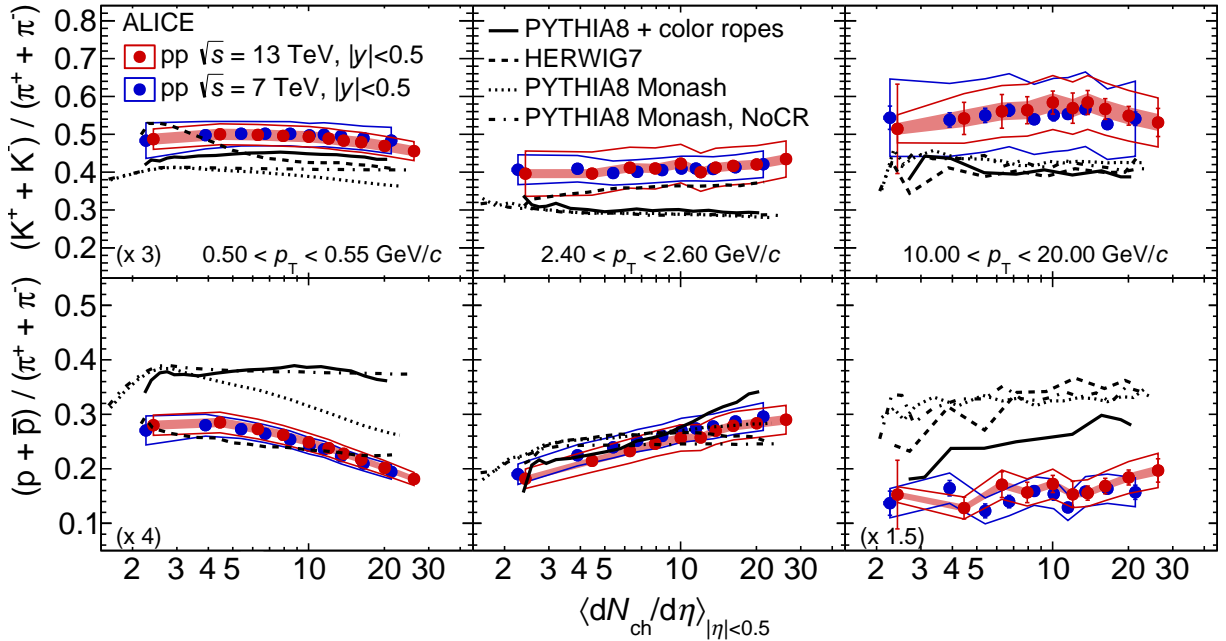 ALICE
pp √s = 13 TeV, |y|<0.5
pp √s = 7 TeV, |y|<0.5
PYTHIA8 + color ropes
HERWIG7
PYTHIA8 Monash
PYTHIA8 Monash, NoCR
(K⁺ + K⁻) / (π⁺ + π⁻)
0.8
0.7
0.6
0.5
0.4
0.3
0.2
(x 3)
0.50 < p_T < 0.55 GeV/c
2.40 < p_T < 2.60 GeV/c
10.00 < p_T < 20.00 GeV/c
(p + p̅) / (π⁺ + π⁻)
0.5
0.4
0.3
0.2
0.1
(x 4)
(x 1.5)
2 3 4 5 10 20 30
2 3 4 5 10 20 30
2 3 4 5 10 20 30
⟨dN_ch/dη⟩_|η|<0.5